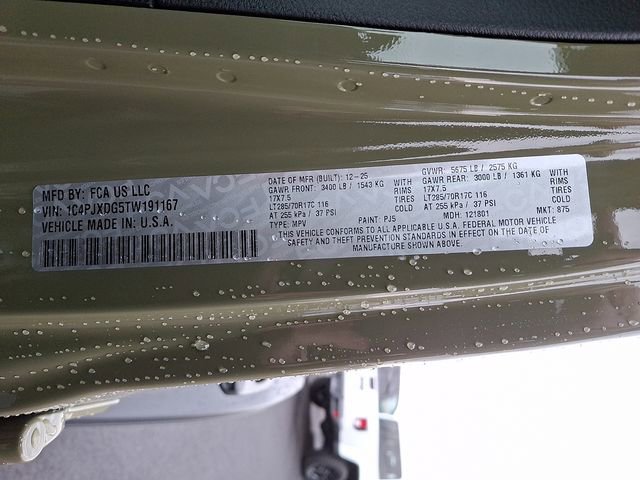 MFD BY: FCA US LLC
VIN: 1C4PJXDG5TW191167
VEHICLE MADE IN: U.S.A.
DATE OF MFR (BUILT): 12-25
GVWR: 5675 LB / 2575 KG
GAWR FRONT: 3400 LB / 1543 KG WITH
17X7.5 RIMS
LT285/70R17C 116 TIRES
AT 255 kPa / 37 PSI COLD
GAWR REAR: 3000 LB / 1361 KG WITH
17X7.5 RIMS
LT285/70R17C 116 TIRES
AT 255 kPa / 37 PSI COLD
TYPE: MPV PAINT: PJ5 MDH: 121801 MKT: 875
THIS VEHICLE CONFORMS TO ALL APPLICABLE U.S.A. FEDERAL MOTOR VEHICLE
SAFETY AND THEFT PREVENTION STANDARDS IN EFFECT ON THE DATE OF
MANUFACTURE SHOWN ABOVE.